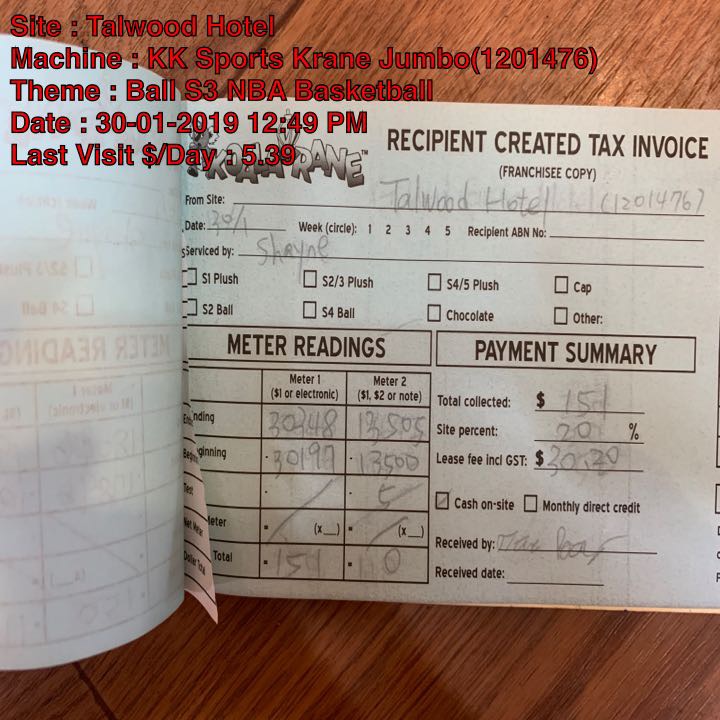 Site : Talwood Hotel
Machine : KK Sports Krane Jumbo(1201476)
Theme : Ball S3 NBA Basketball
Date : 30-01-2019 12:49 PM
Last Visit $/Day : 5.39
KOALA KRANE™
RECIPIENT CREATED TAX INVOICE
(FRANCHISEE COPY)
From Site: Talwood Hotel (1201476)
Date: 30/1 Week (circle): 1 2 3 4 5 Recipient ABN No:
Serviced by: Shayne
S1 Plush S2/3 Plush S4/5 Plush Cap
S2 Ball S4 Ball Chocolate Other:
METER READINGS PAYMENT SUMMARY
Meter 1 Meter 2
($1 or electronic) ($1, $2 or note)
Total collected: $ 151
Ending 30348 13505
Site percent: 20 %
Beginning - 30197 - 13500
Lease fee incl GST: $ 30.20
Test - / - 5
Cash on-site Monthly direct credit
Net Meter = / (x__) = / (x__)
Received by:
Dollar Total = 151 = 0
Received date: